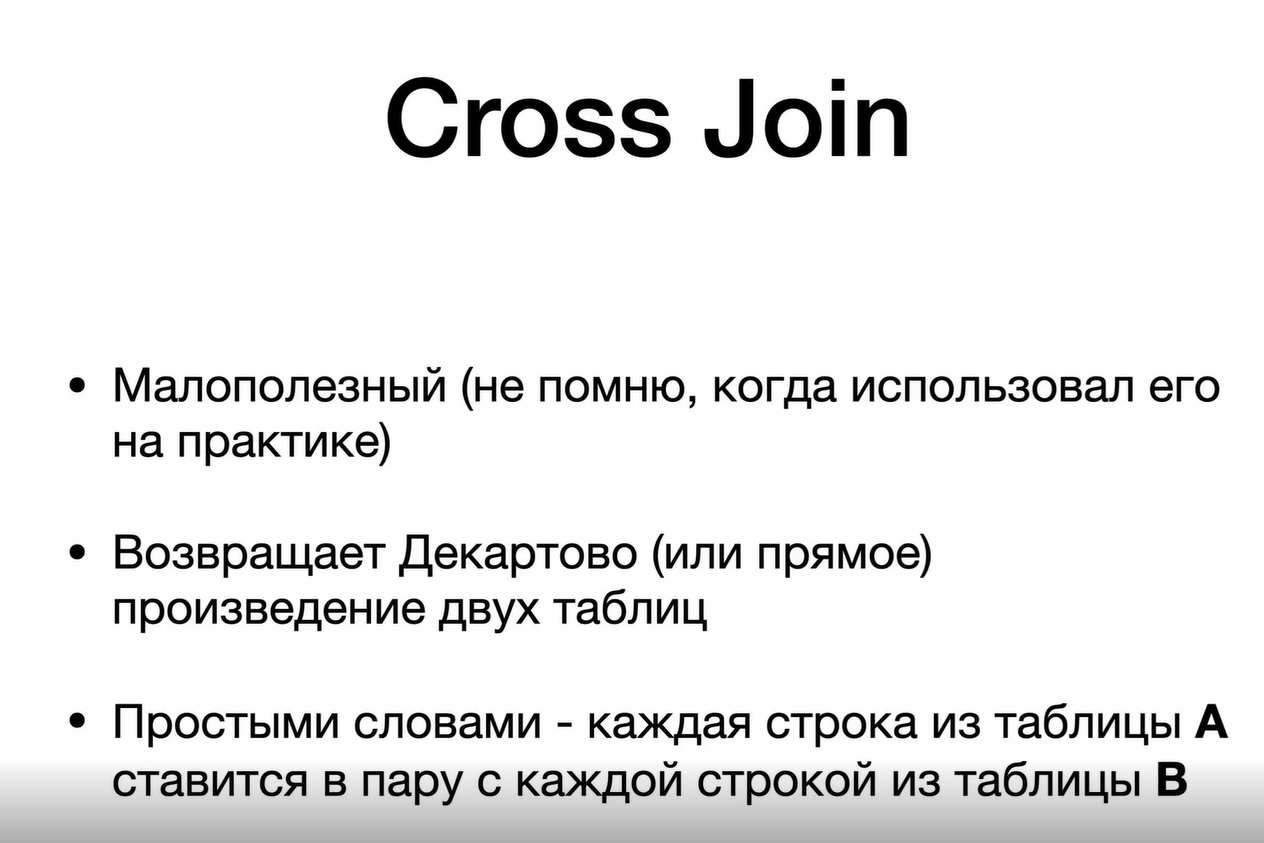 Cross Join
• Малополезный (не помню, когда использовал его
на практике)
• Возвращает Декартово (или прямое)
произведение двух таблиц
• Простыми словами - каждая строка из таблицы A
ставится в пару с каждой строкой из таблицы B